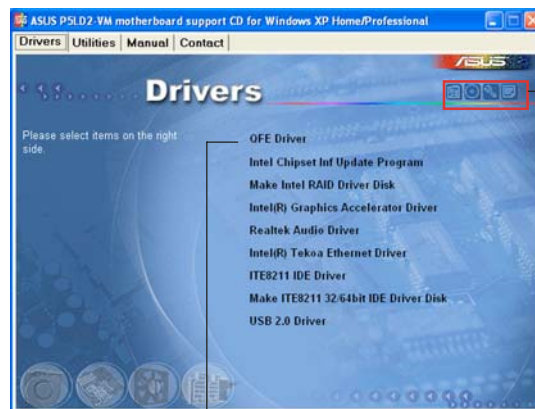 ASUS P5LD2-VM motherboard support CD for Windows XP Home/Professional
Drivers Utilities Manual Contact
ASUS
Drivers
Please select items on the right
side.
QFE Driver
Intel Chipset Inf Update Program
Make Intel RAID Driver Disk
Intel(R) Graphics Accelerator Driver
Realtek Audio Driver
Intel(R) Tekoa Ethernet Driver
ITE8211 IDE Driver
Make ITE8211 32/64bit IDE Driver Disk
USB 2.0 Driver